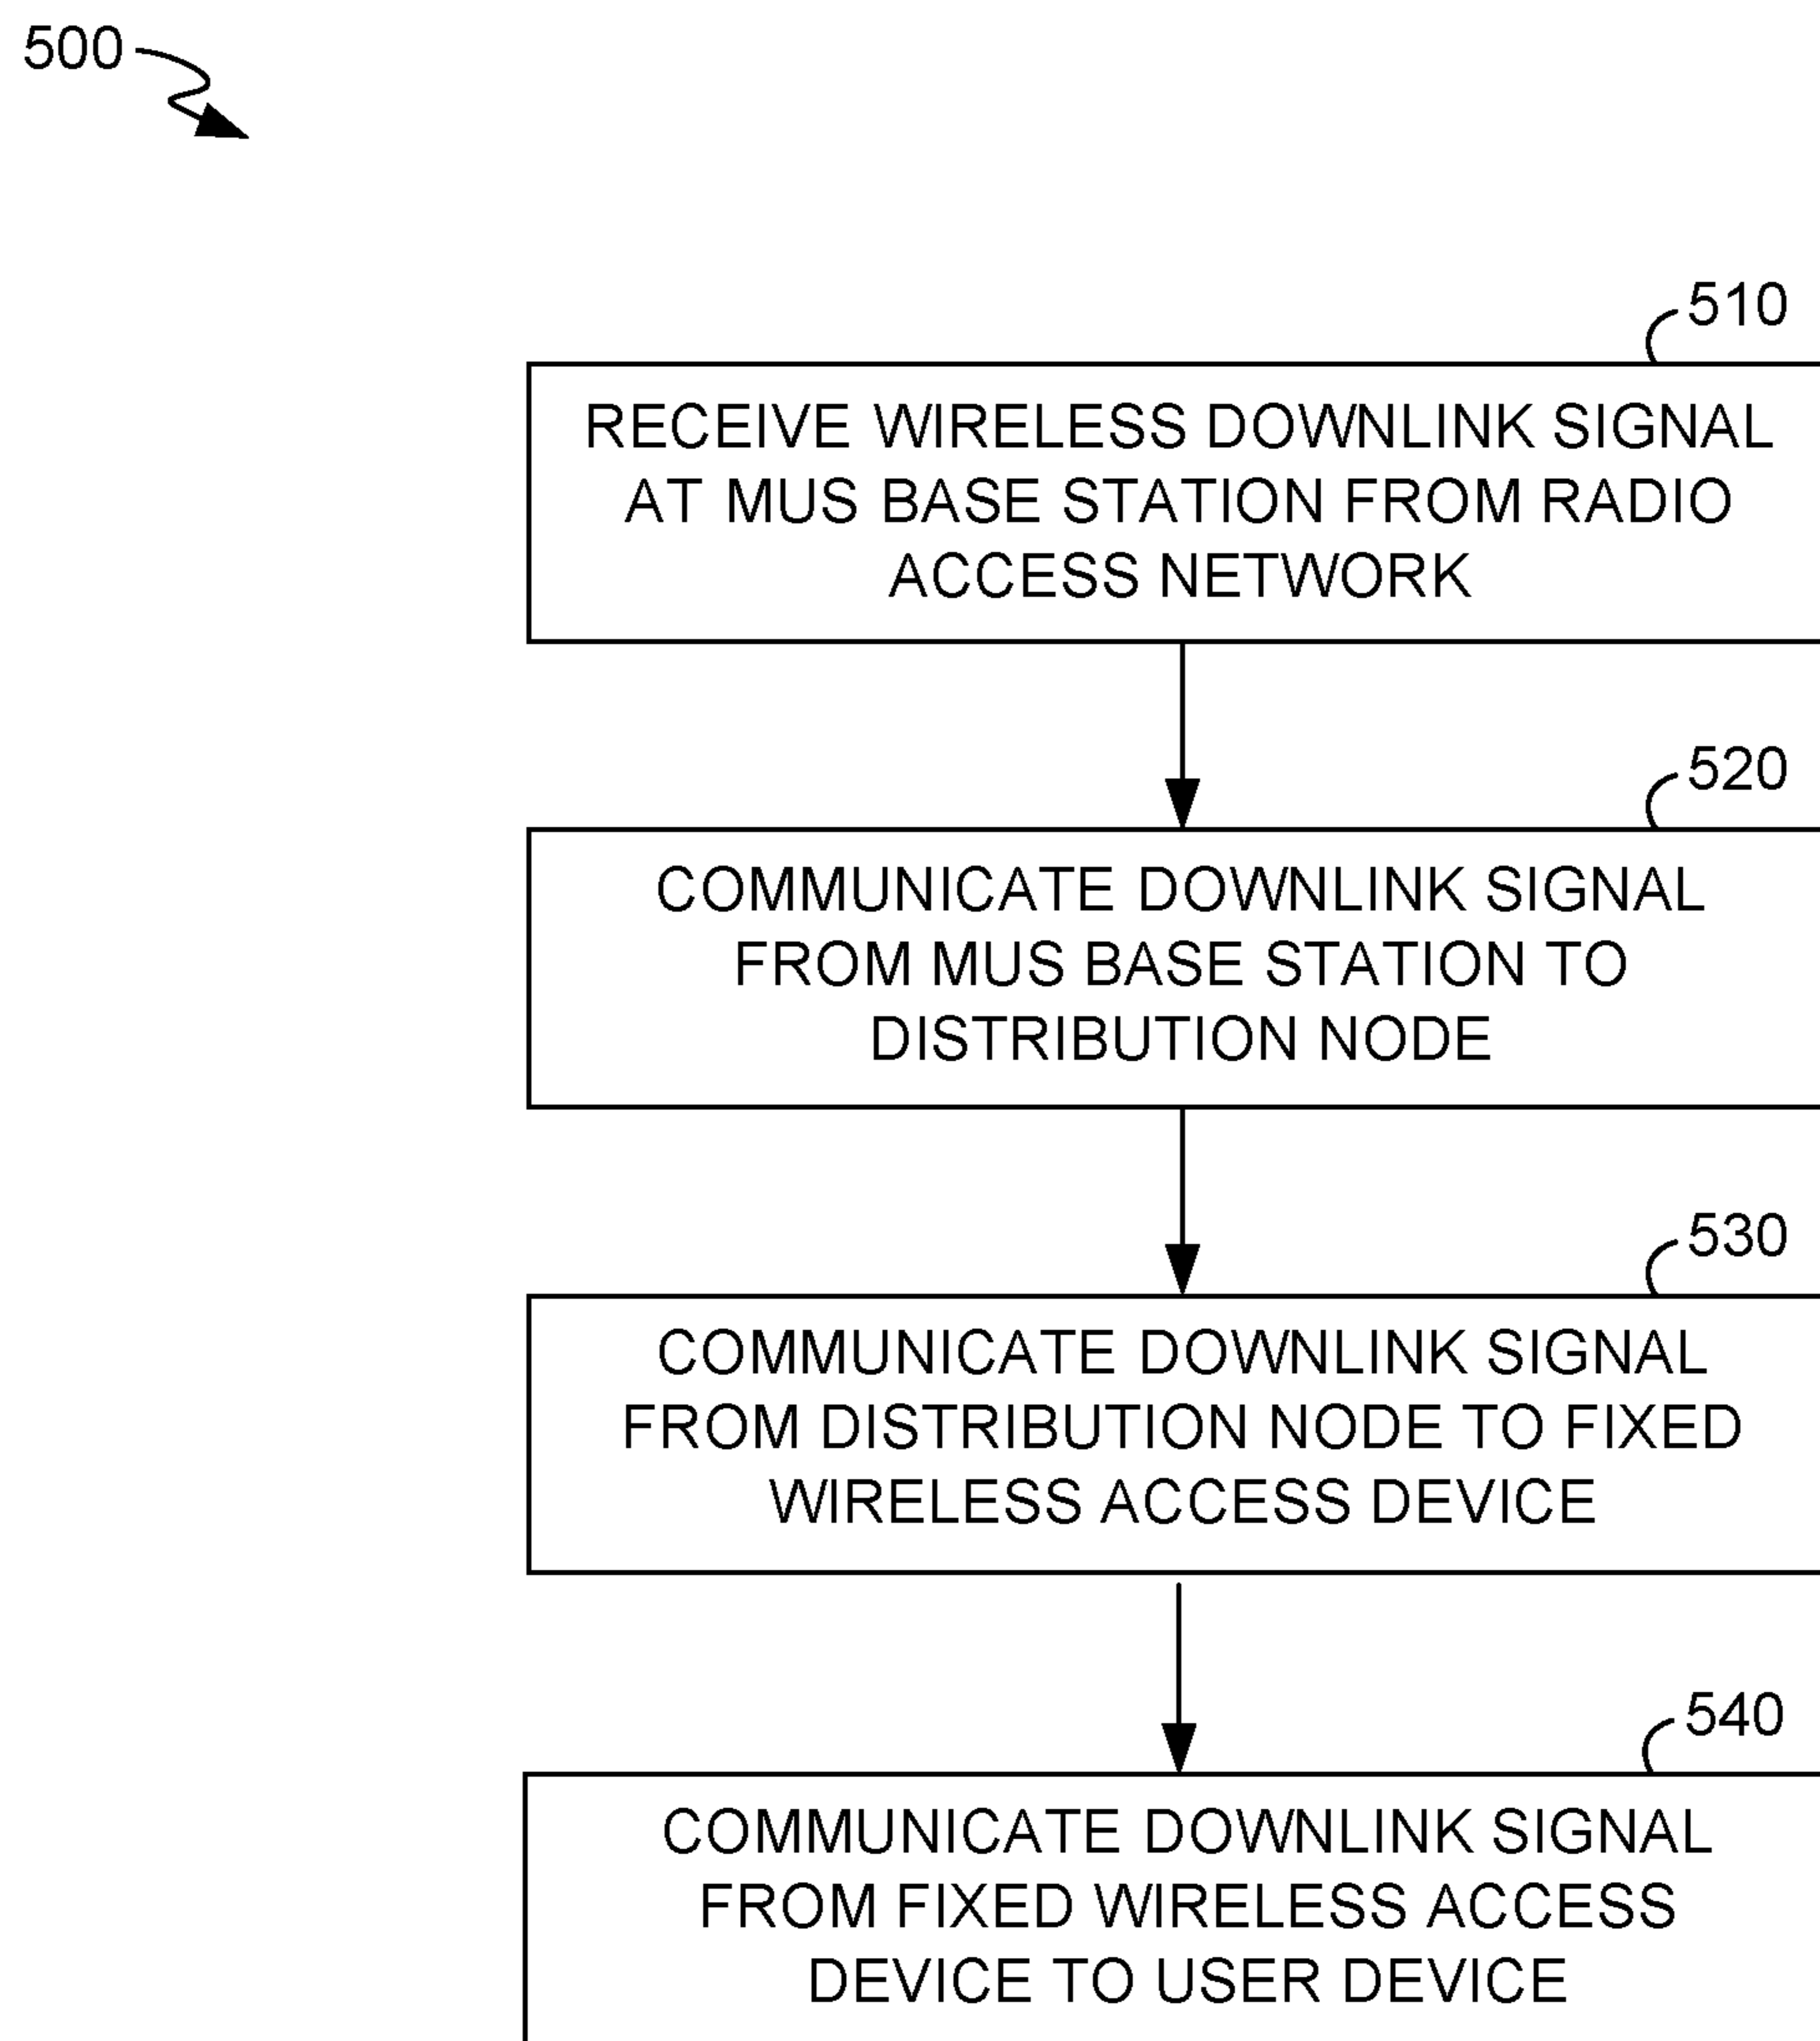 500
510
RECEIVE WIRELESS DOWNLINK SIGNAL
AT MUS BASE STATION FROM RADIO
ACCESS NETWORK
520
COMMUNICATE DOWNLINK SIGNAL
FROM MUS BASE STATION TO
DISTRIBUTION NODE
530
COMMUNICATE DOWNLINK SIGNAL
FROM DISTRIBUTION NODE TO FIXED
WIRELESS ACCESS DEVICE
540
COMMUNICATE DOWNLINK SIGNAL
FROM FIXED WIRELESS ACCESS
DEVICE TO USER DEVICE